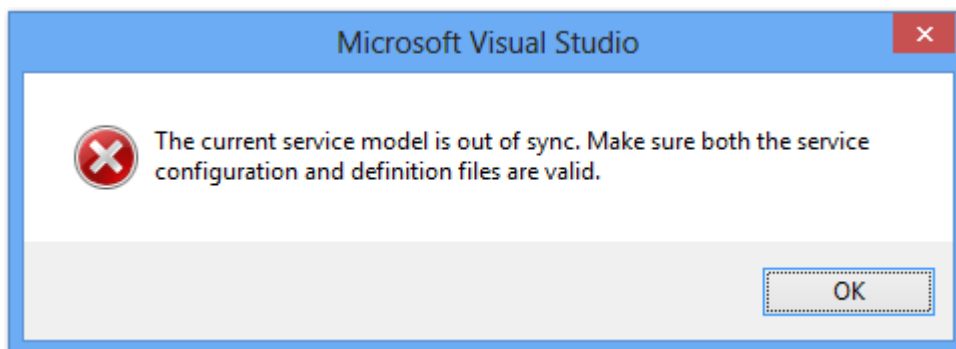 Microsoft Visual Studio
The current service model is out of sync. Make sure both the service
configuration and definition files are valid.
OK